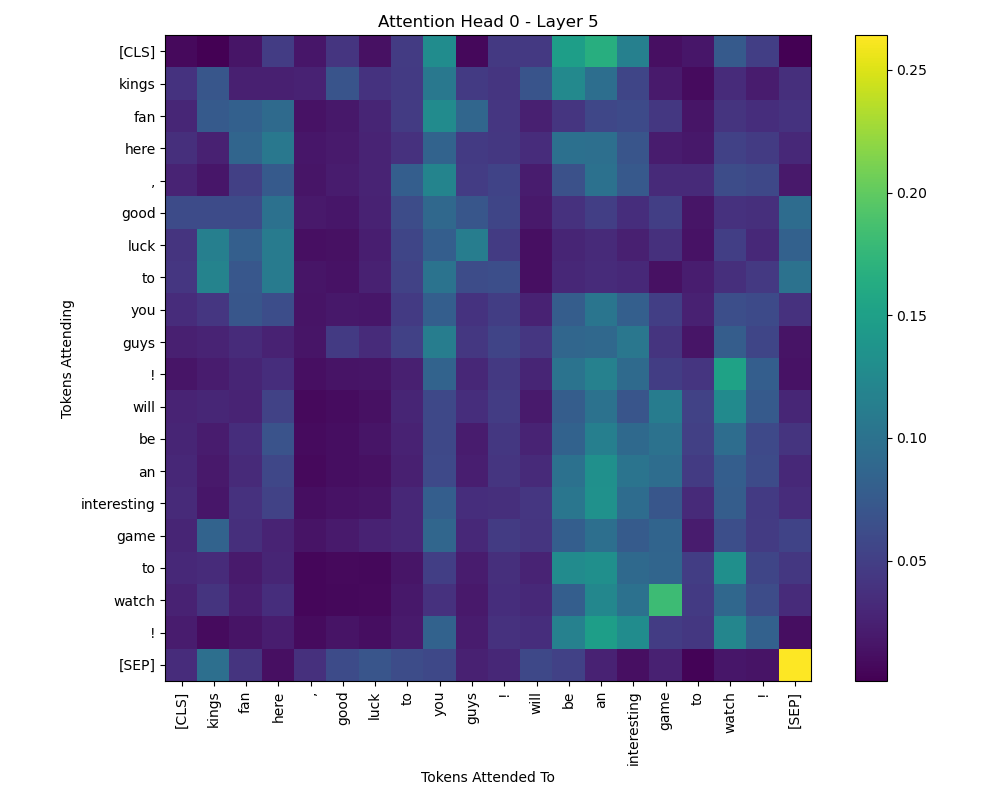 Attention Head 0 - Layer 5
[CLS]
kings
fan
here
,
good
luck
to
you
guys
!
will
be
an
interesting
game
to
watch
!
[SEP]
Tokens Attending
[CLS]
kings
fan
here
,
good
luck
to
you
guys
!
will
be
an
interesting
game
to
watch
!
[SEP]
Tokens Attended To
0.25
0.20
0.15
0.10
0.05